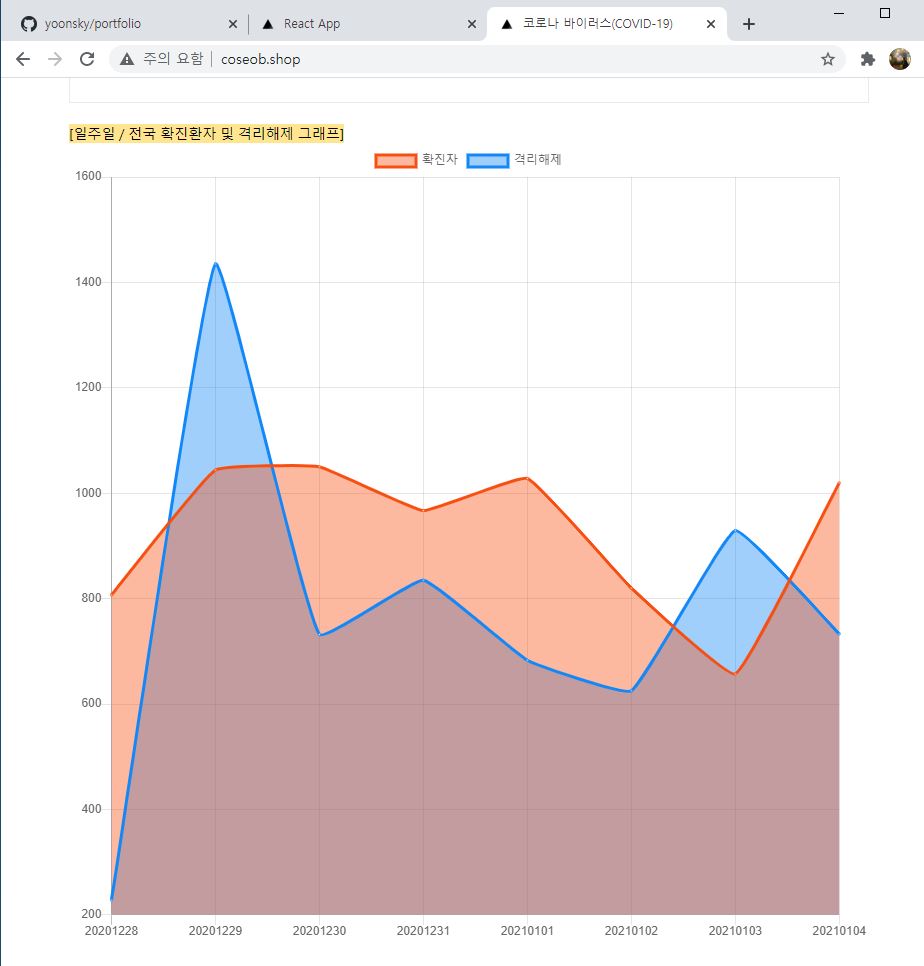 yoonsky/portfolio
React App
코로나 바이러스(COVID-19)
주의 요함
coseob.shop
[일주일 / 전국 확진환자 및 격리해제 그래프]
확진자
격리해제
1600
1400
1200
1000
800
600
400
200
20201228
20201229
20201230
20201231
20210101
20210102
20210103
20210104